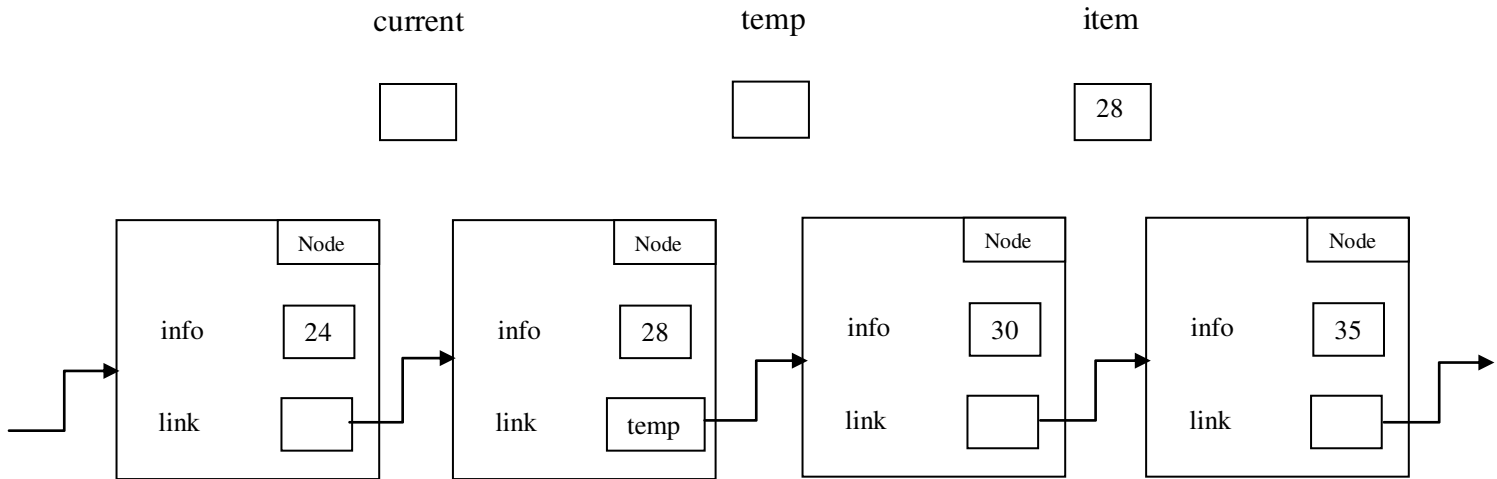 current temp item
28
Node Node Node Node
info 24 info 28 info 30 info 35
link link temp link link